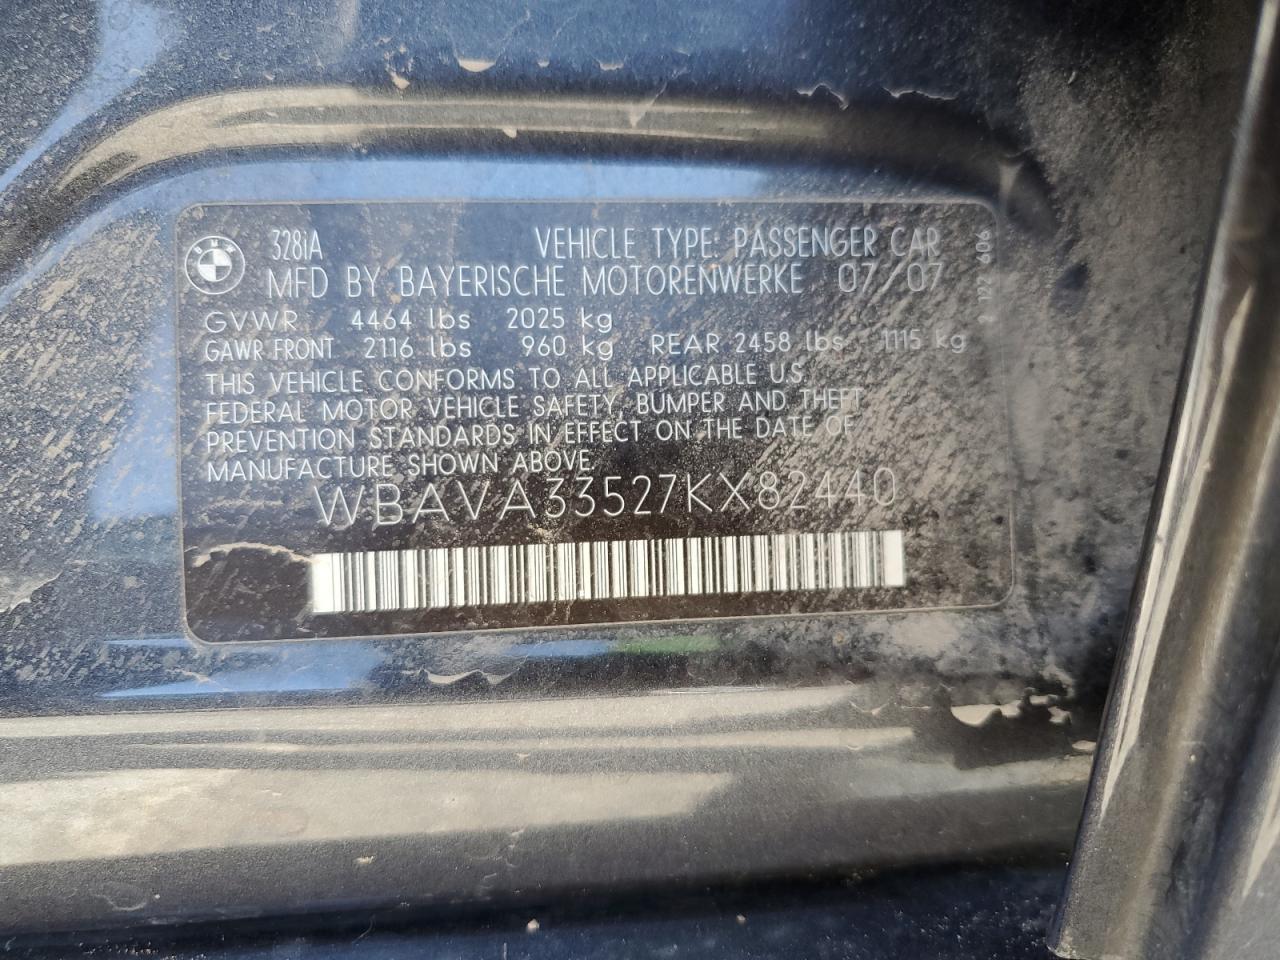 328iA VEHICLE TYPE: PASSENGER CAR
MFD BY BAYERISCHE MOTORENWERKE 07/07
GVWR 4464 lbs 2025 kg
GAWR FRONT 2116 lbs 960 kg REAR 2458 lbs 1115 kg
THIS VEHICLE CONFORMS TO ALL APPLICABLE U.S.
FEDERAL MOTOR VEHICLE SAFETY, BUMPER AND THEFT
PREVENTION STANDARDS IN EFFECT ON THE DATE OF
MANUFACTURE SHOWN ABOVE.
WBAVA33527KX82440
BMW